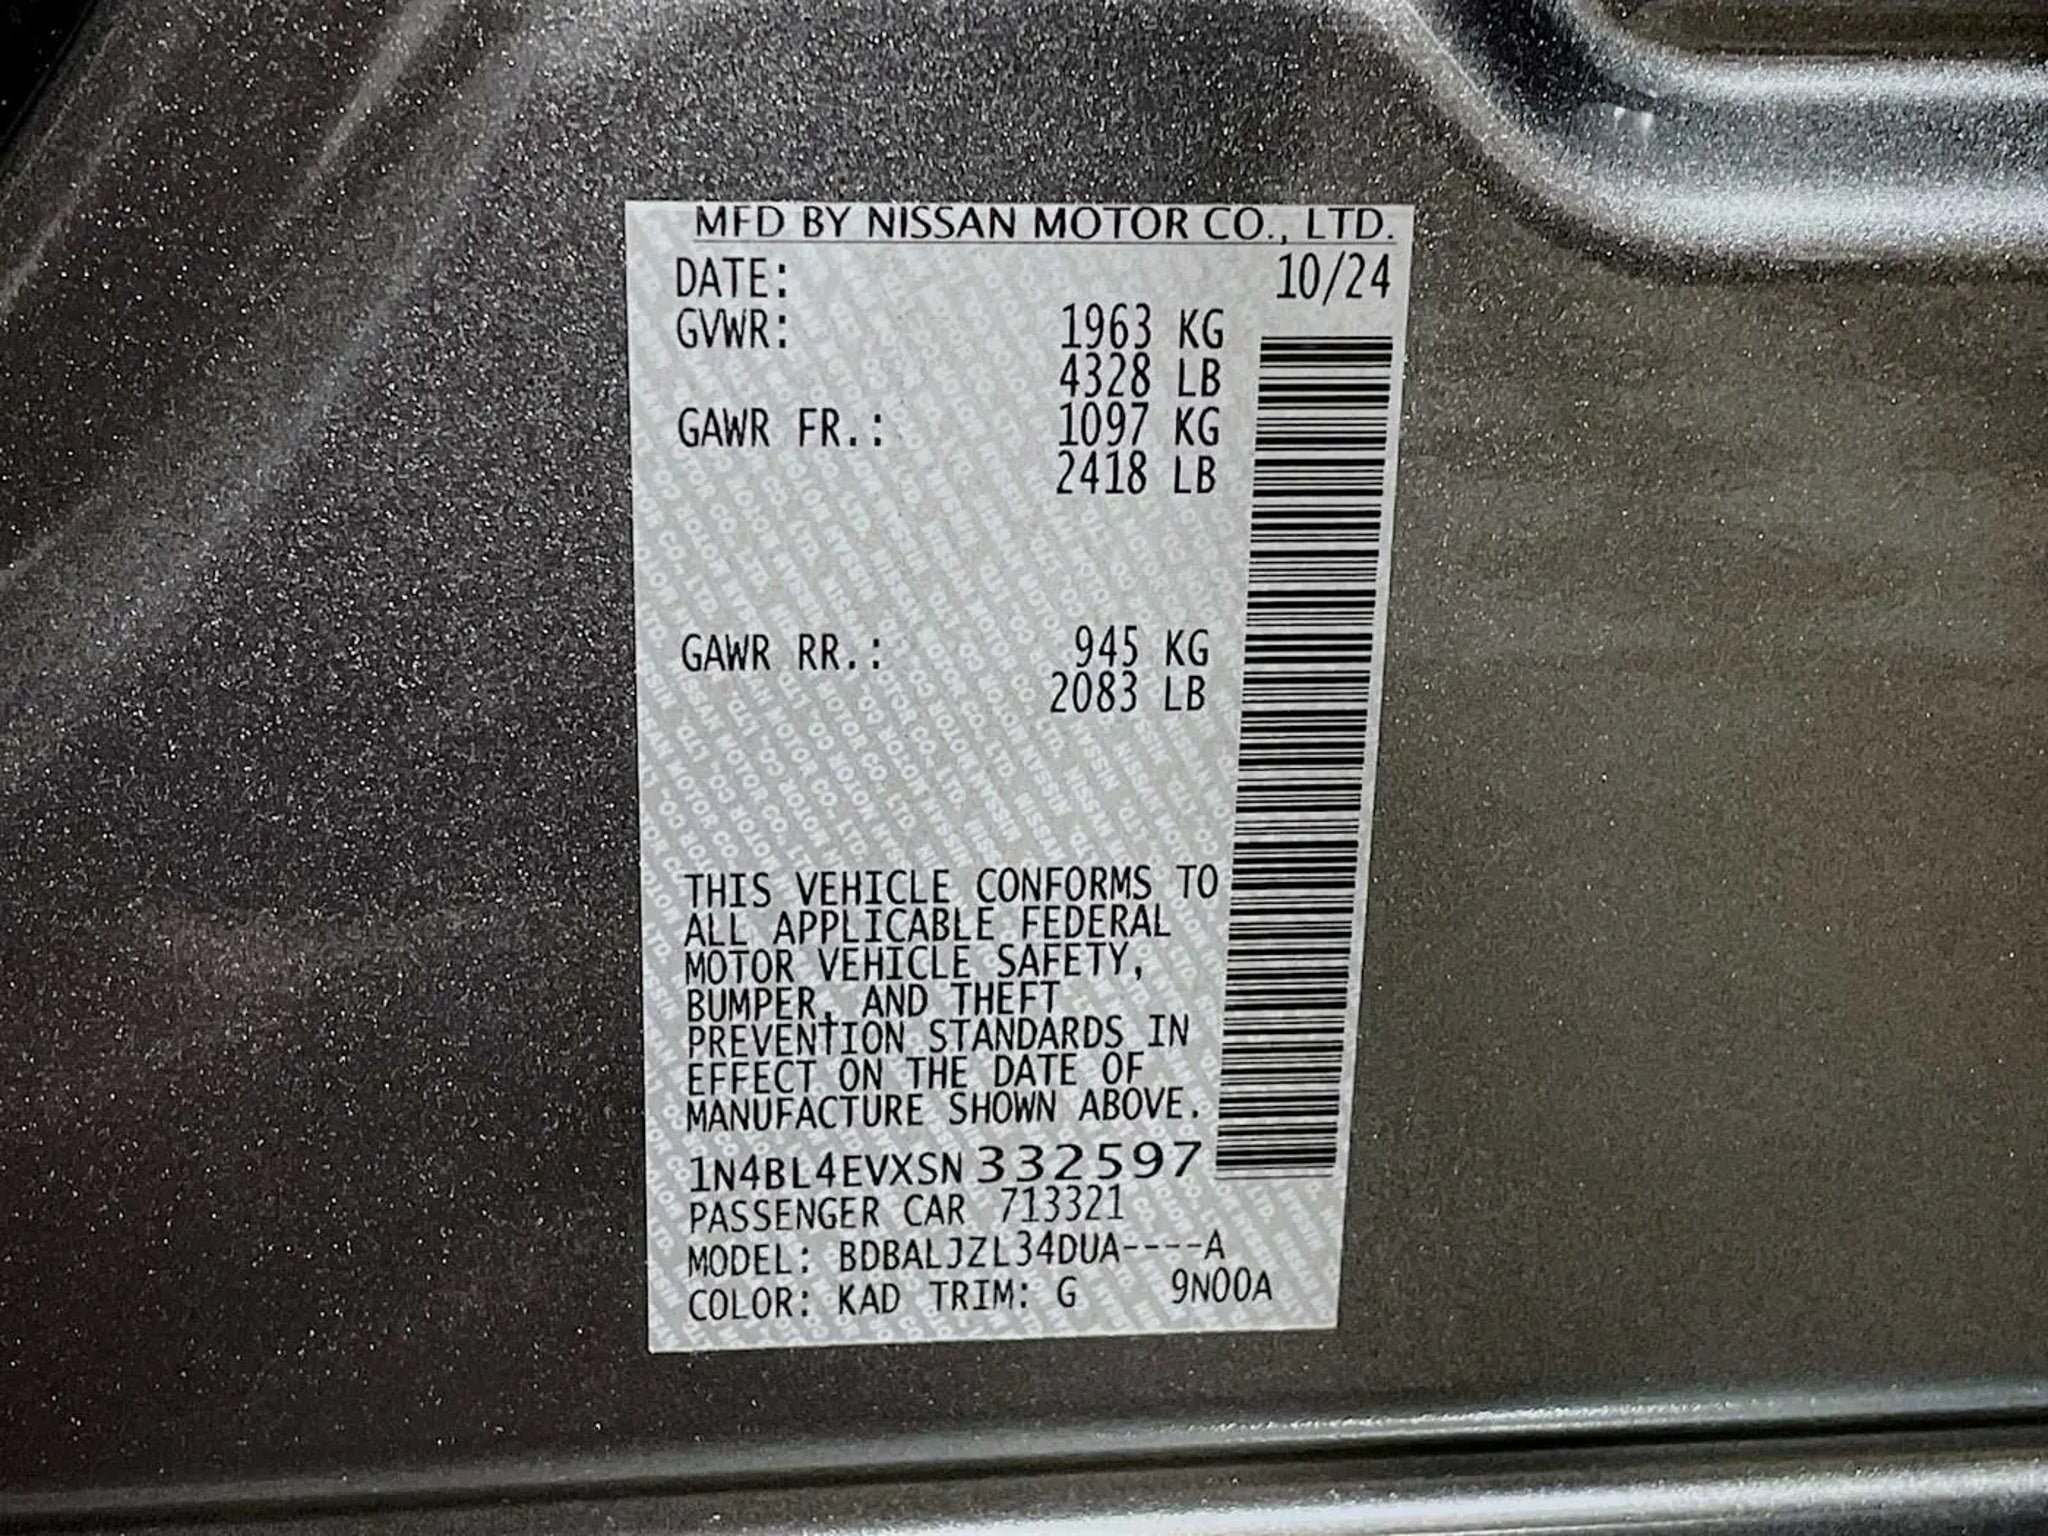 MFD BY NISSAN MOTOR CO., LTD.
DATE: 10/24
GVWR: 1963 KG
4328 LB
GAWR FR.: 1097 KG
2418 LB
GAWR RR.: 945 KG
2083 LB
THIS VEHICLE CONFORMS TO
ALL APPLICABLE FEDERAL
MOTOR VEHICLE SAFETY,
BUMPER, AND THEFT
PREVENTION STANDARDS IN
EFFECT ON THE DATE OF
MANUFACTURE SHOWN ABOVE.
1N4BL4EVXSN332597
PASSENGER CAR 713321
MODEL: BDBALJZL34DUA----A
COLOR: KAD TRIM: G 9N00A